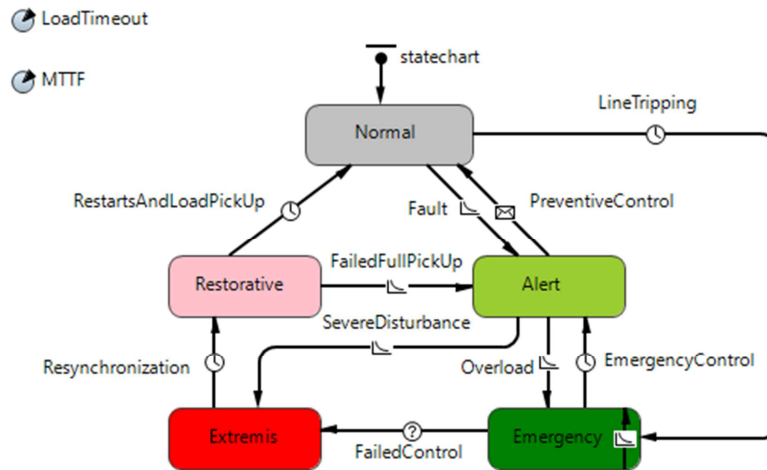 LoadTimeout
statechart
MTTF
LineTripping
Normal
RestartsAndLoadPickUp
Fault
PreventiveControl
FailedFullPickUp
Restorative
Alert
SevereDisturbance
Resynchronization
Overload
EmergencyControl
Extremis
?
Emergency
FailedControl